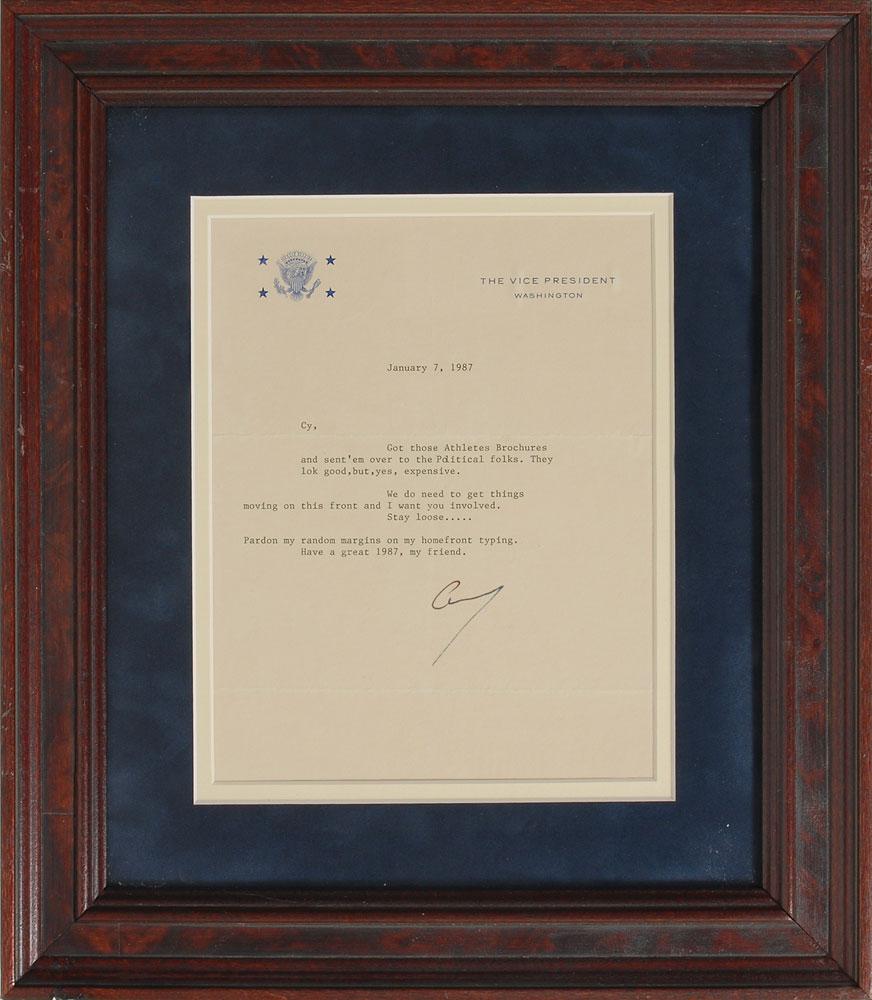 THE VICE PRESIDENT
WASHINGTON
January 7, 1987
Cy,
Got those Athletes Brochures
and sent'em over to the Political folks. They
lok good,but,yes, expensive.
We do need to get things
moving on this front and I want you involved.
Stay loose.....
Pardon my random margins on my homefront typing.
Have a great 1987, my friend.